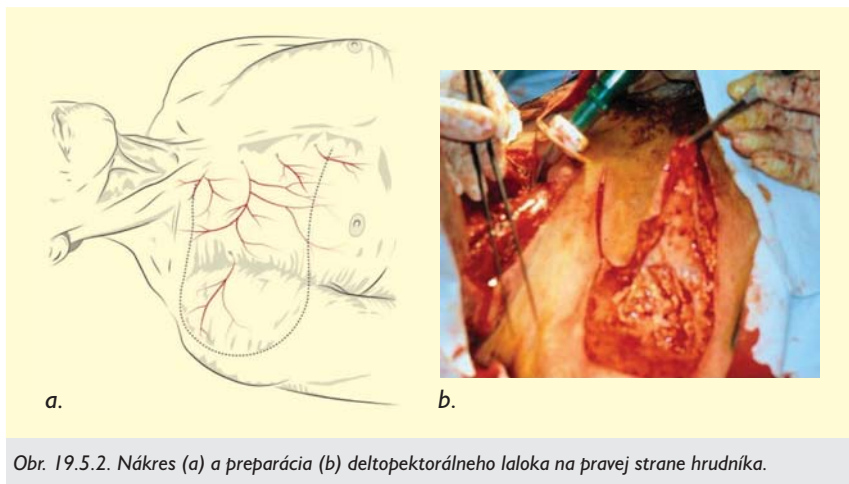 a.
b.
Obr. 19.5.2. Nákres (a) a preparácia (b) deltopektorálneho laloka na pravej strane hrudníka.